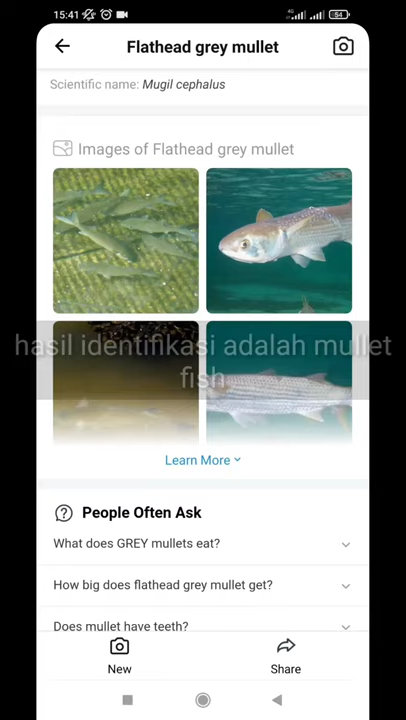 15:41
4G
54
Flathead grey mullet
Scientific name: Mugil cephalus
Images of Flathead grey mullet
hasil identifikasi adalah mullet
fish
Learn More
People Often Ask
What does GREY mullets eat?
How big does flathead grey mullet get?
Does mullet have teeth?
New
Share